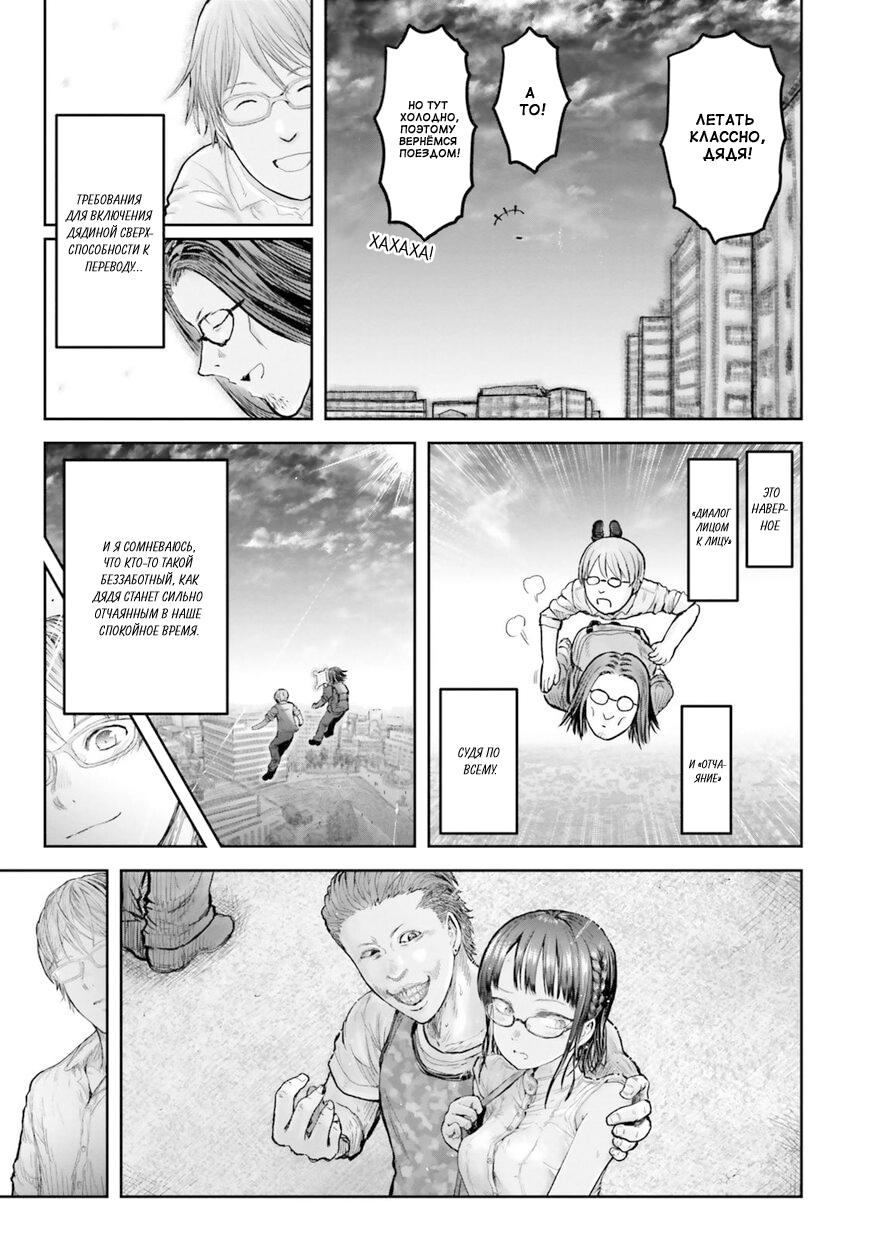 ЛЕТАТЬ
КЛАССНО,
ДЯДЯ!
А
ТО!
НО ТУТ
ХОЛОДНО,
ПОЭТОМУ
ВЕРНЁМСЯ
ПОЕЗДОМ!
ХАХАХА!
ТРЕБОВАНИЯ
ДЛЯ ВКЛЮЧЕНИЯ
ДЯДИНОЙ СВЕРХ-
СПОСОБНОСТИ К
ПЕРЕВОДУ...
ЭТО
НАВЕР-
НОЕ
«ДИАЛОГ
ЛИЦОМ
К ЛИЦУ»
И «ОТЧА-
ЯНИЕ»
СУДЯ ПО
ВСЕМУ.
И Я СОМНЕВАЮСЬ,
ЧТО КТО-ТО ТАКОЙ
БЕЗЗАБОТНЫЙ, КАК
ДЯДЯ СТАНЕТ СИЛЬНО
ОТЧАЯННЫМ В НАШЕ
СПОКОЙНОЕ ВРЕМЯ.